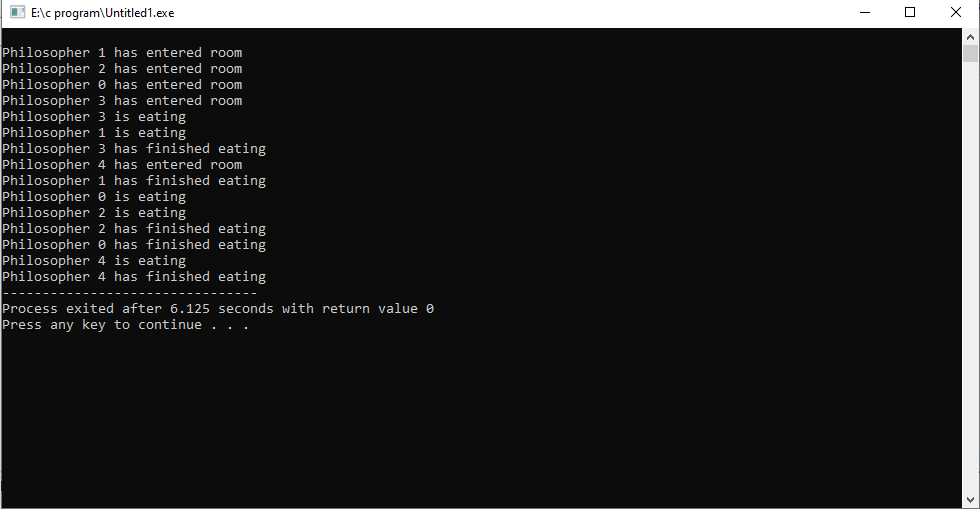 E:\c program\Untitled1.exe
Philosopher 1 has entered room
Philosopher 2 has entered room
Philosopher 0 has entered room
Philosopher 3 has entered room
Philosopher 3 is eating
Philosopher 1 is eating
Philosopher 3 has finished eating
Philosopher 4 has entered room
Philosopher 1 has finished eating
Philosopher 0 is eating
Philosopher 2 is eating
Philosopher 2 has finished eating
Philosopher 0 has finished eating
Philosopher 4 is eating
Philosopher 4 has finished eating
--------------------------------
Process exited after 6.125 seconds with return value 0
Press any key to continue . . .